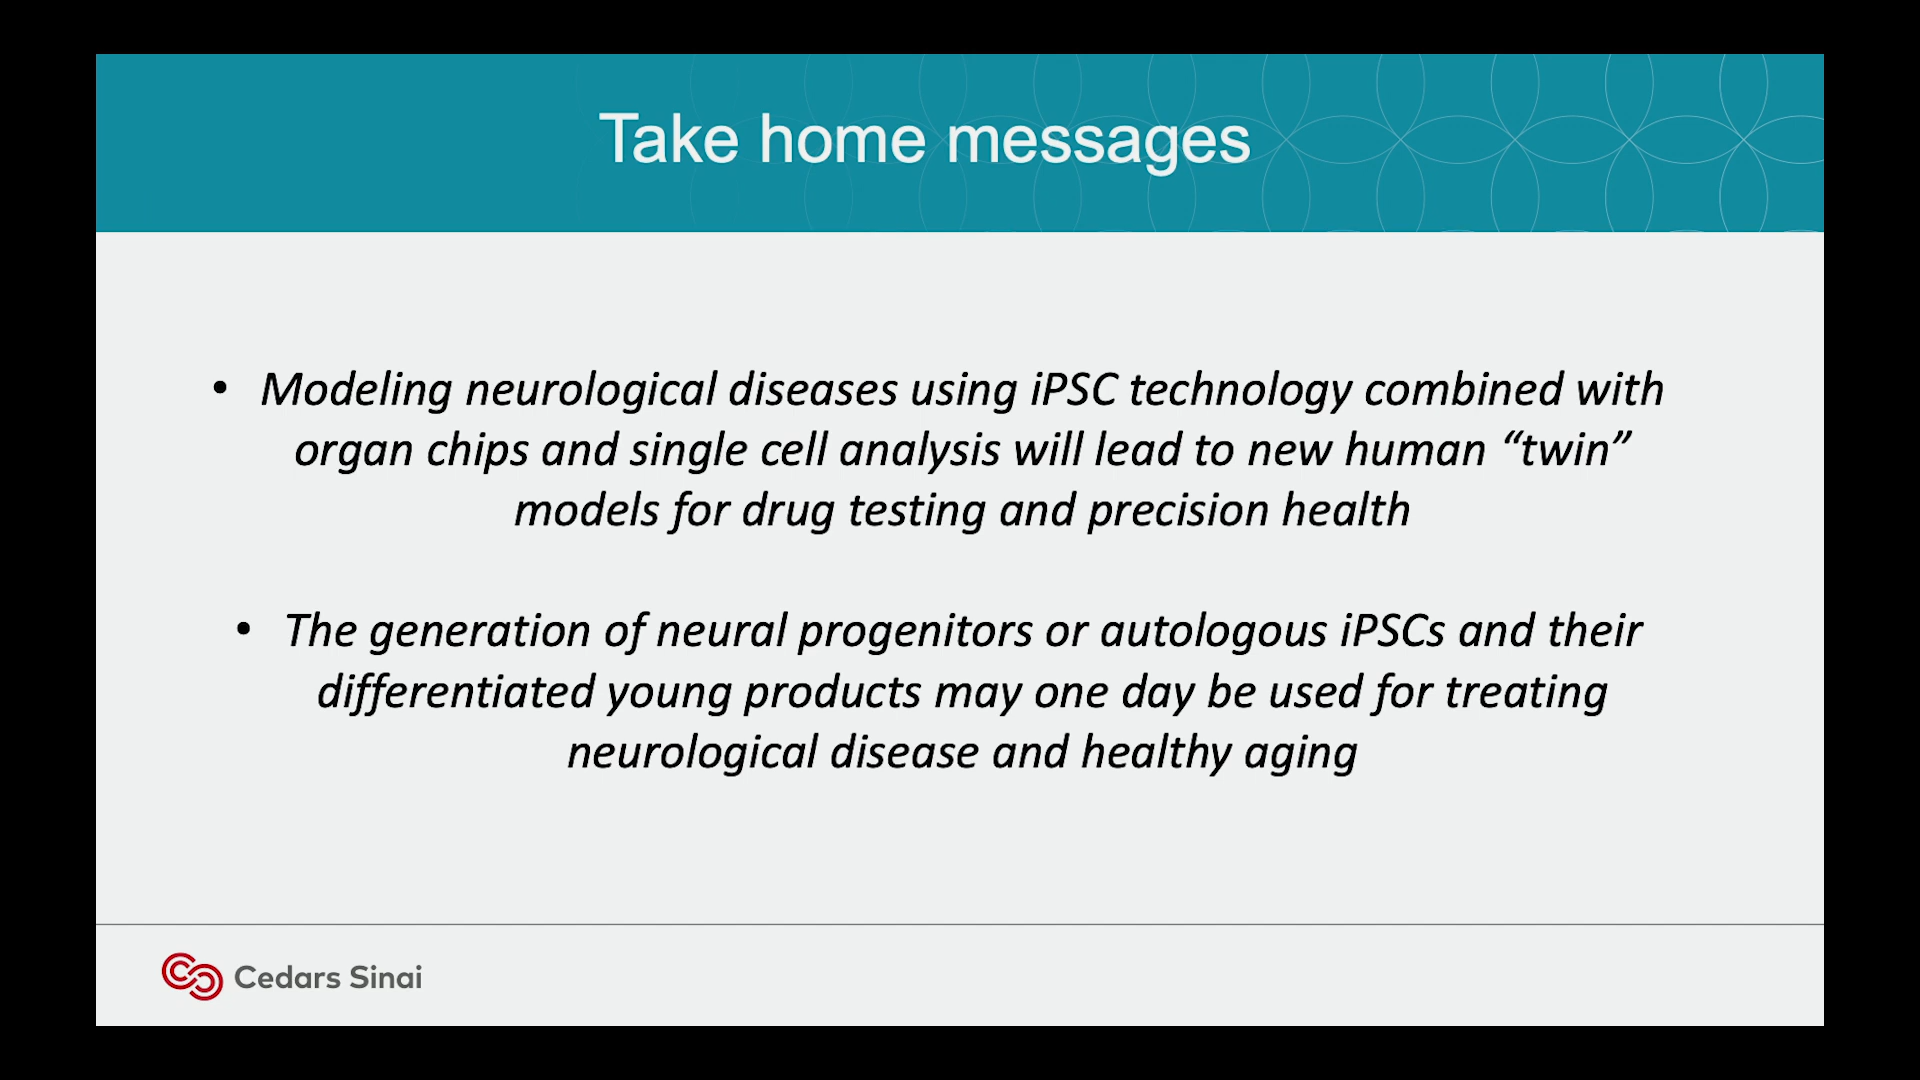 Take home messages
• Modeling neurological diseases using iPSC technology combined with
organ chips and single cell analysis will lead to new human “twin”
models for drug testing and precision health
• The generation of neural progenitors or autologous iPSCs and their
differentiated young products may one day be used for treating
neurological disease and healthy aging
Cedars Sinai